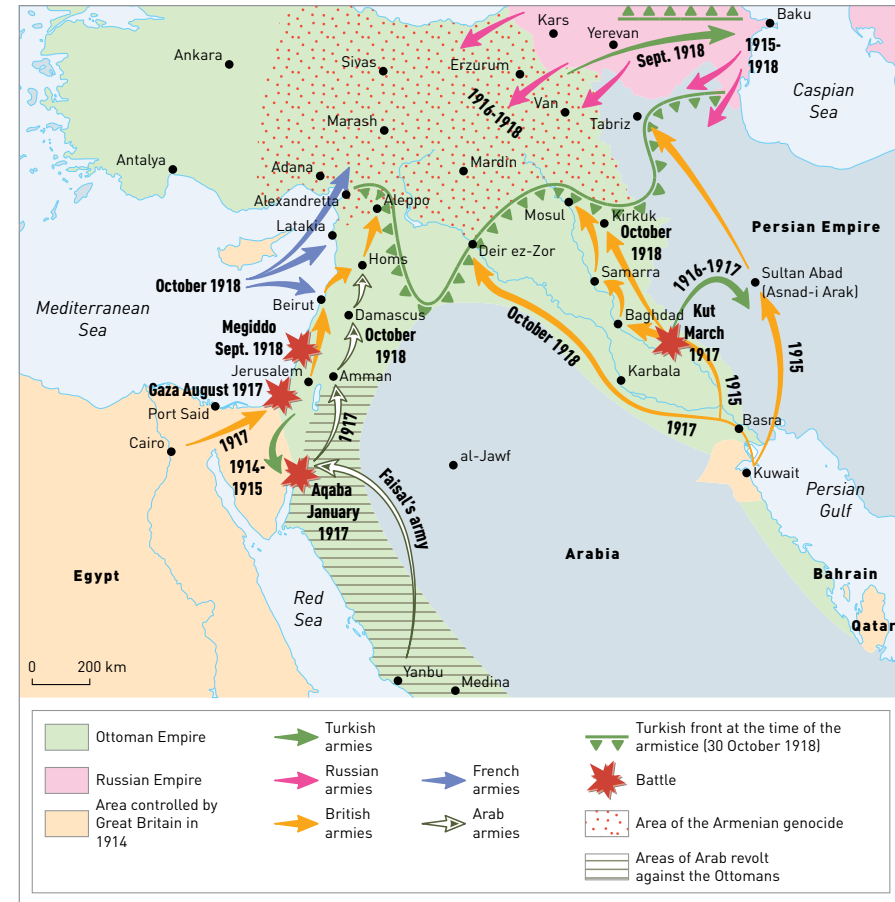 Kars
Baku
Yerevan
Ankara
Sivas
Erzurum
Sept. 1918
1915-
1918
Caspian
Sea
1916-1918
Van
Marash
Tabriz
Antalya
Adana
Mardin
Alexandretta
Aleppo
Latakia
Mosul
Kirkuk
October
1918
Persian Empire
Deir ez-Zor
Homs
October 1918
Samarra
1916-1917
Sultan Abad
(Asnad-i Arak)
Mediterranean
Sea
Beirut
Damascus
October
1918
October 1918
Baghdad
Kut
March
1917
Megiddo
Sept. 1918
Jerusalem
Amman
Karbala
1915
1915
Gaza August 1917
Port Said
Cairo
1917
1917
1917
Basra
1914-
1915
al-Jawf
Kuwait
Aqaba
January
1917
Faisal's army
Persian
Gulf
Arabia
Egypt
Red
Sea
Bahrain
Qatar
0 200 km
Yanbu
Medina
Ottoman Empire
Russian Empire
Area controlled by
Great Britain in
1914
Turkish
armies
Russian
armies
British
armies
French
armies
Arab
armies
Turkish front at the time of the
armistice (30 October 1918)
Battle
Area of the Armenian genocide
Areas of Arab revolt
against the Ottomans